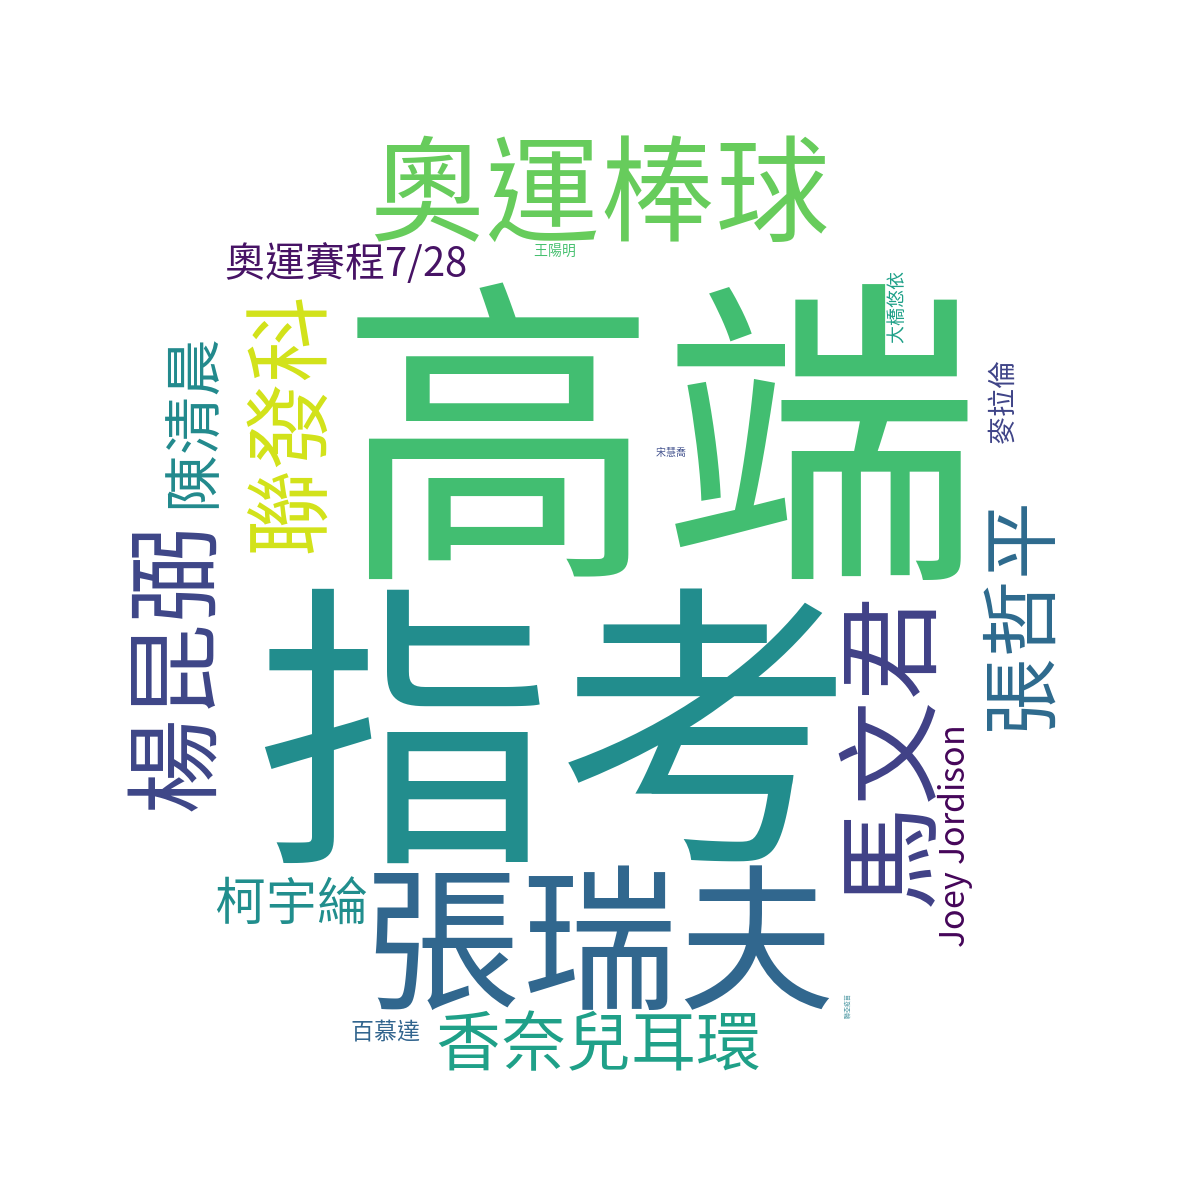 奧運棒球
王陽明
奧運賽程7/28
大橋悠依
高端
聯發科
陳清晨
麥拉倫
宋慧喬
楊昆弼
張哲平
指考
馬文君
Joey Jordison
柯宇綸
張瑞夫
百慕達
香奈兒耳環